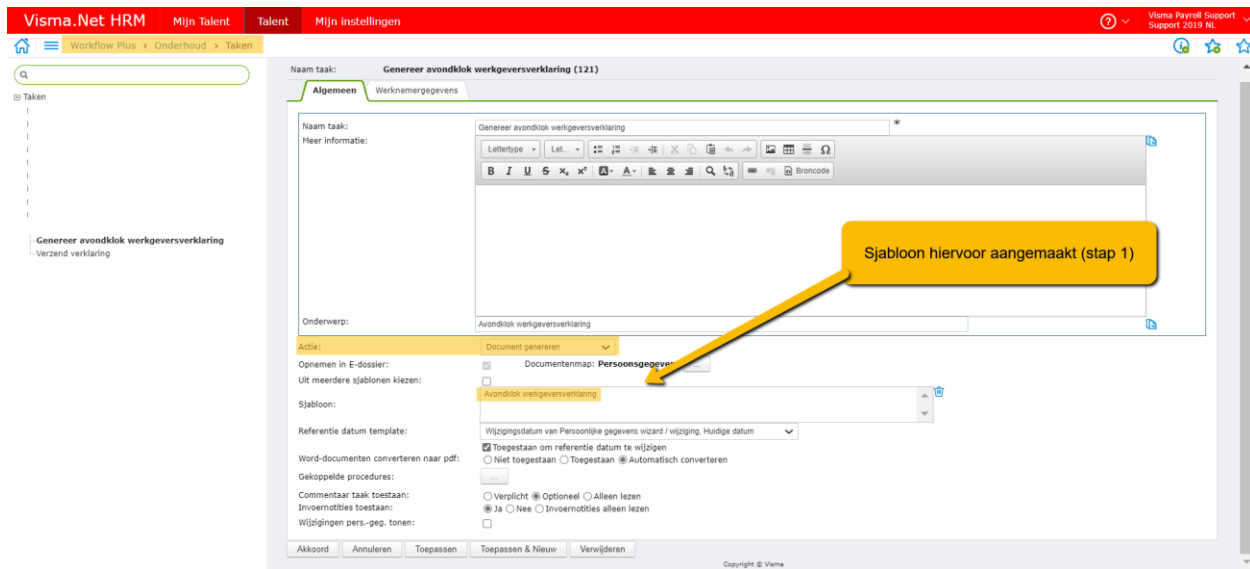 Visma.Net HRM Mijn Talent Talent Mijn instellingen Visma Payroll Support
Support 2019 NL
Workflow Plus > Onderhoud > Taken
Taken
Genereer avondklok werkgeversverklaring
Verzend verklaring
Naam taak: Genereer avondklok werkgeversverklaring (121)
Algemeen Werknemergegevens
Naam taak: Genereer avondklok werkgeversverklaring *
Meer informatie:
Lettertype Let... Ω
B I U S x₂ x² A A Broncode
Sjabloon hiervoor aangemaakt (stap 1)
Onderwerp: Avondklok werkgeversverklaring
Actie: Document genereren
Opnemen in E-dossier: Documentenmap: ...
Uit meerdere sjablonen kiezen:
Sjabloon: Avondklok werkgeversverklaring
Referentie datum template: Wijzigingsdatum van Persoonlijke gegevens wizard / wijziging, Huidige datum
Toegestaan om referentie datum te wijzigen
Word-documenten converteren naar pdf: Niet toegestaan Toegestaan Automatisch converteren
Gekoppelde procedures: ...
Commentaar taak toestaan: Verplicht Optioneel Alleen lezen
Invoernotities toestaan: Ja Nee Invoernotities alleen lezen
Wijzigingen pers.-geg. tonen:
Akkoord Annuleren Toepassen Toepassen & Nieuw Verwijderen
Copyright © Visma